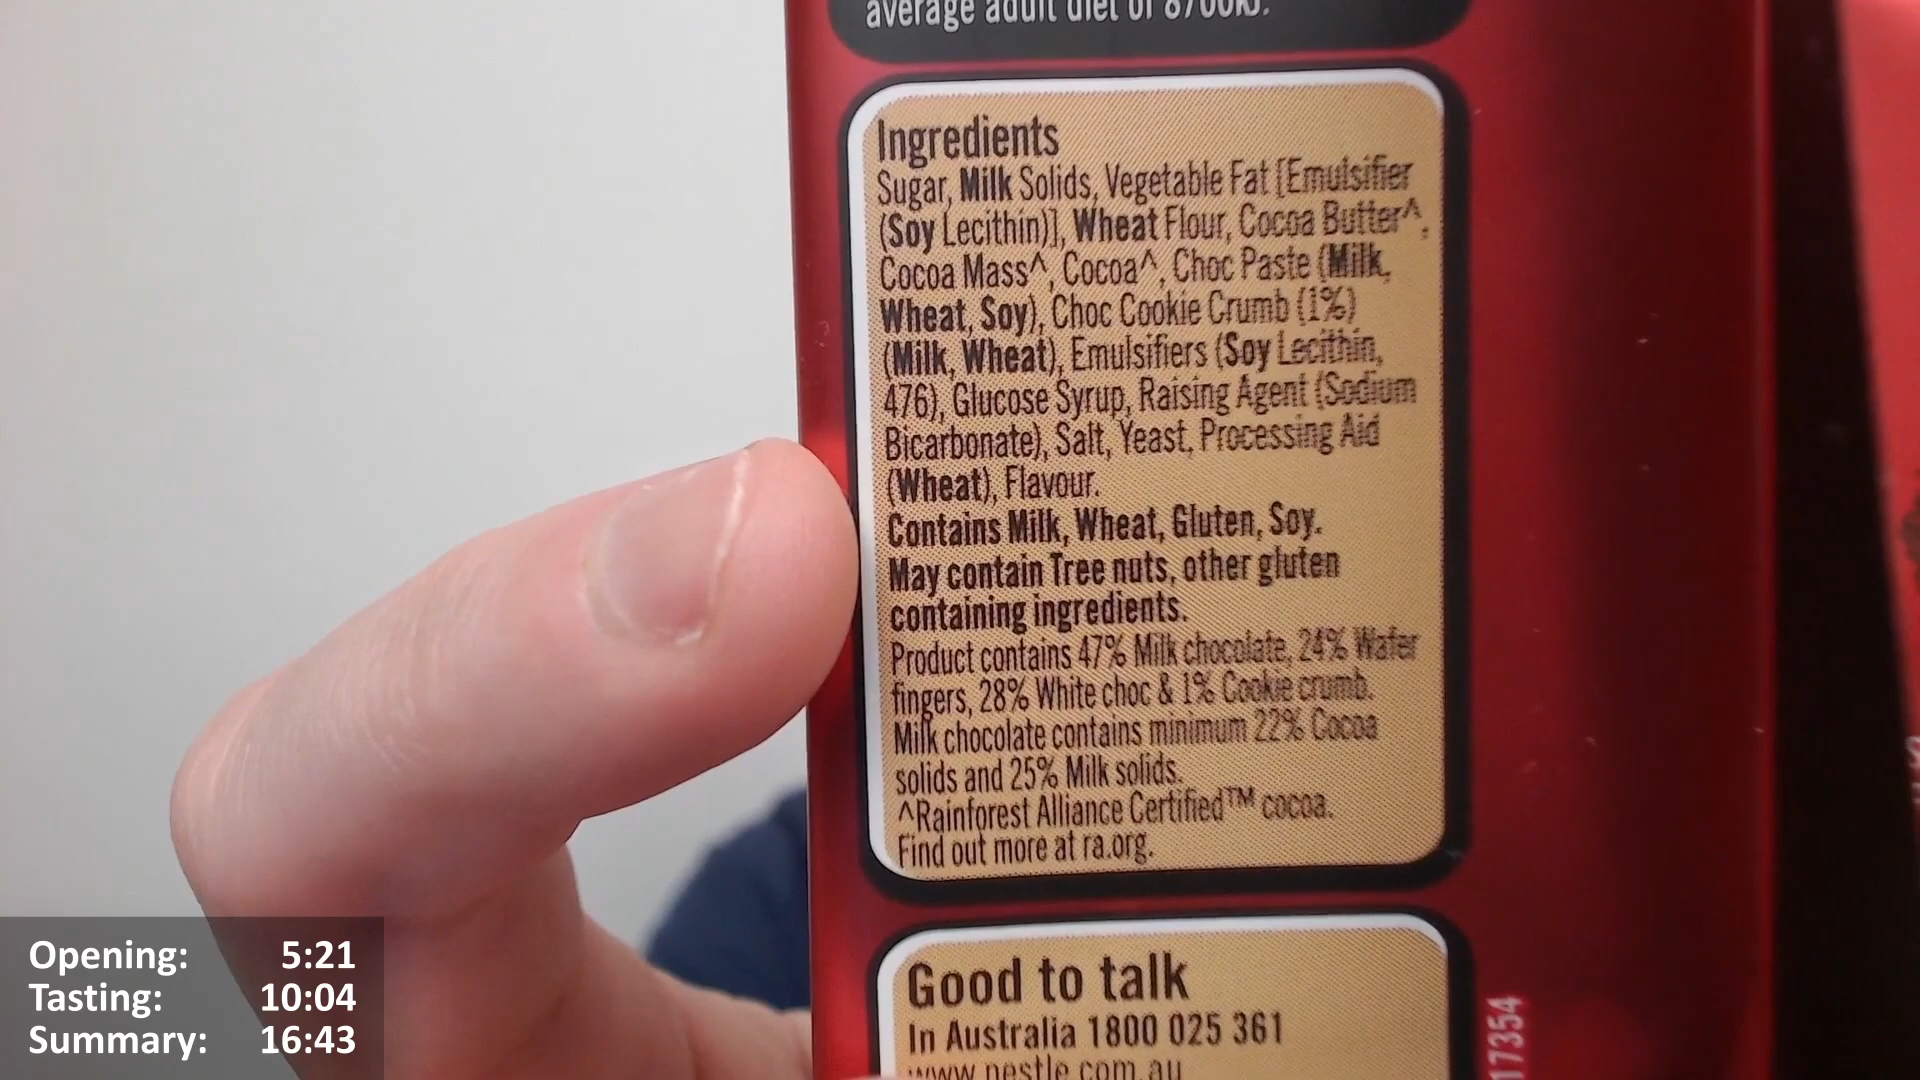 average adult diet of 8700kJ.
Ingredients
Sugar, Milk Solids, Vegetable Fat [Emulsifier
(Soy Lecithin)], Wheat Flour, Cocoa Butter^,
Cocoa Mass^, Cocoa^, Choc Paste (Milk,
Wheat, Soy), Choc Cookie Crumb (1%)
(Milk, Wheat), Emulsifiers (Soy Lecithin,
476), Glucose Syrup, Raising Agent (Sodium
Bicarbonate), Salt, Yeast, Processing Aid
(Wheat), Flavour.
Contains Milk, Wheat, Gluten, Soy.
May contain Tree nuts, other gluten
containing ingredients.
Product contains 47% Milk chocolate, 24% Wafer
fingers, 28% White choc & 1% Cookie crumb.
Milk chocolate contains minimum 22% Cocoa
solids and 25% Milk solids.
^Rainforest Alliance Certified™ cocoa.
Find out more at ra.org.
Good to talk
In Australia 1800 025 361
www.nestle.com.au
17354
Opening: 5:21
Tasting: 10:04
Summary: 16:43